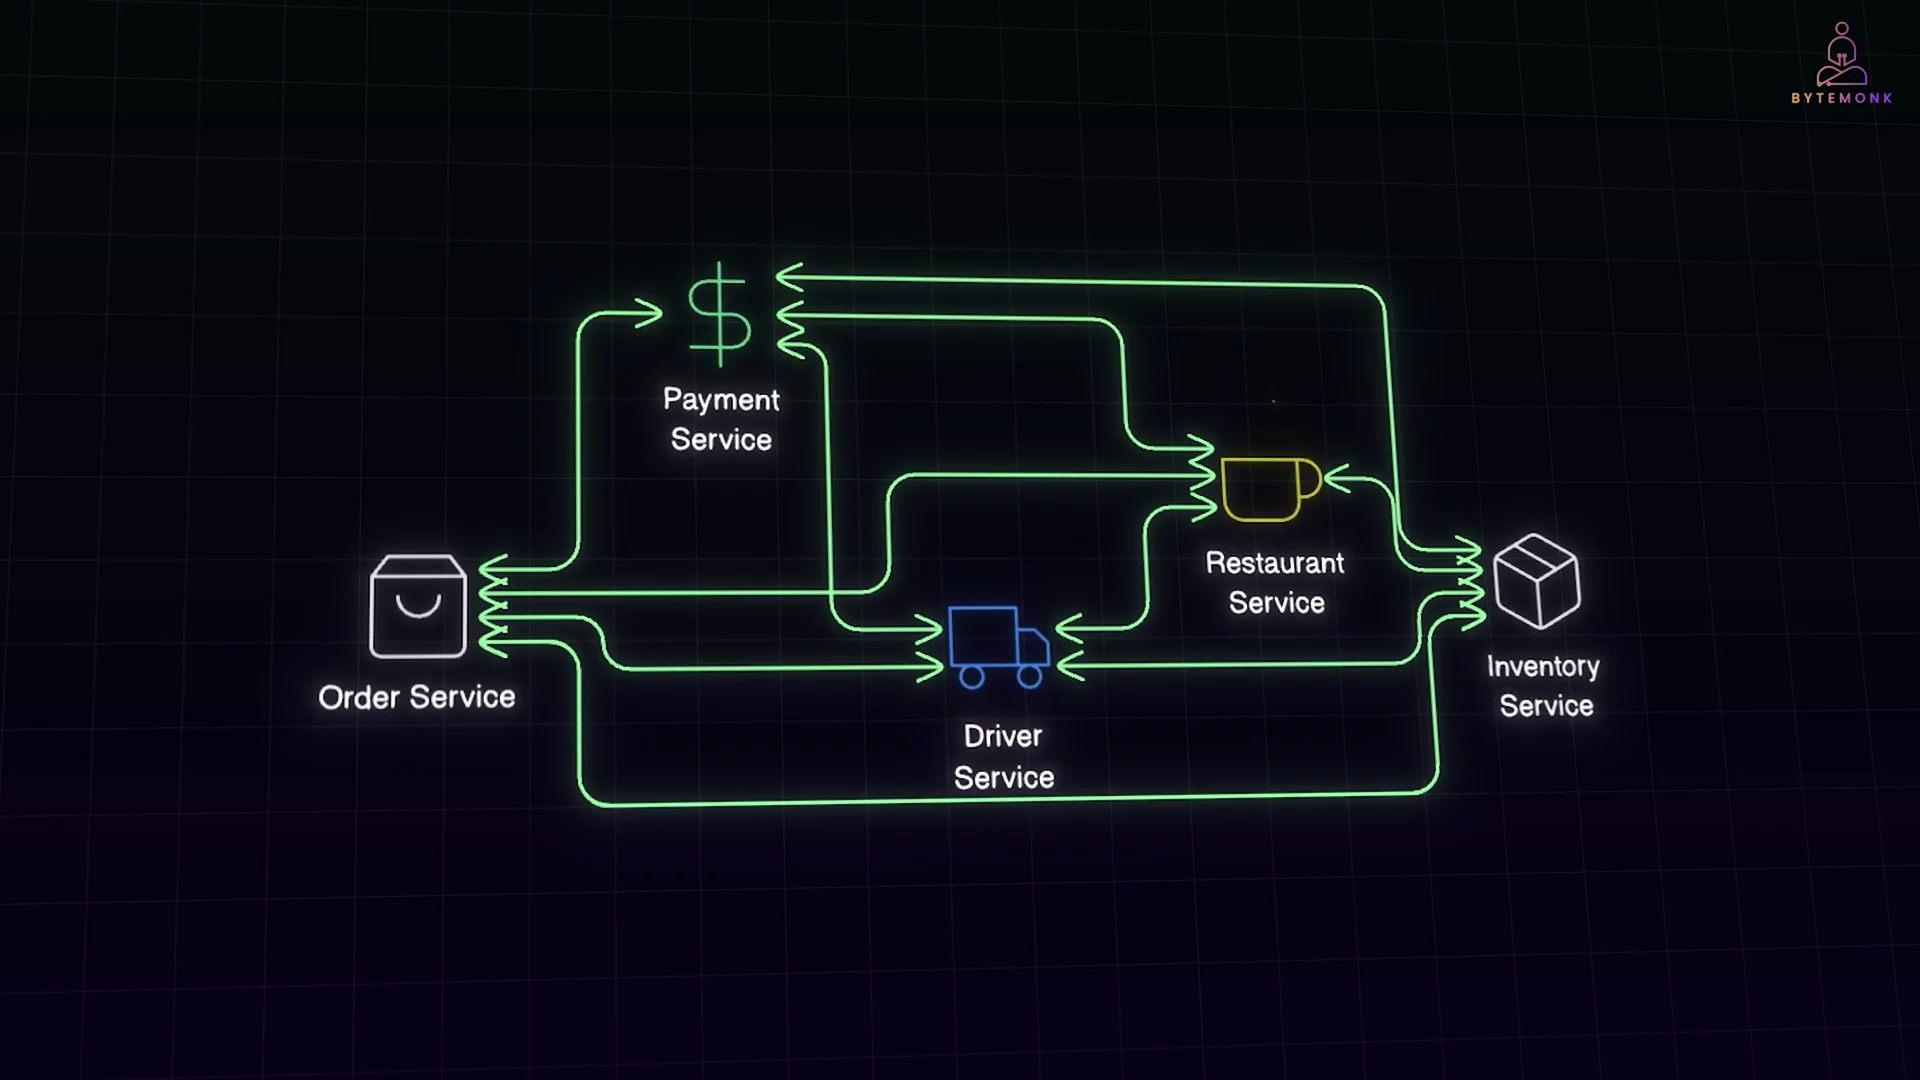 BYTEMONK
Payment
Service
Restaurant
Service
Order Service
Inventory
Service
Driver
Service